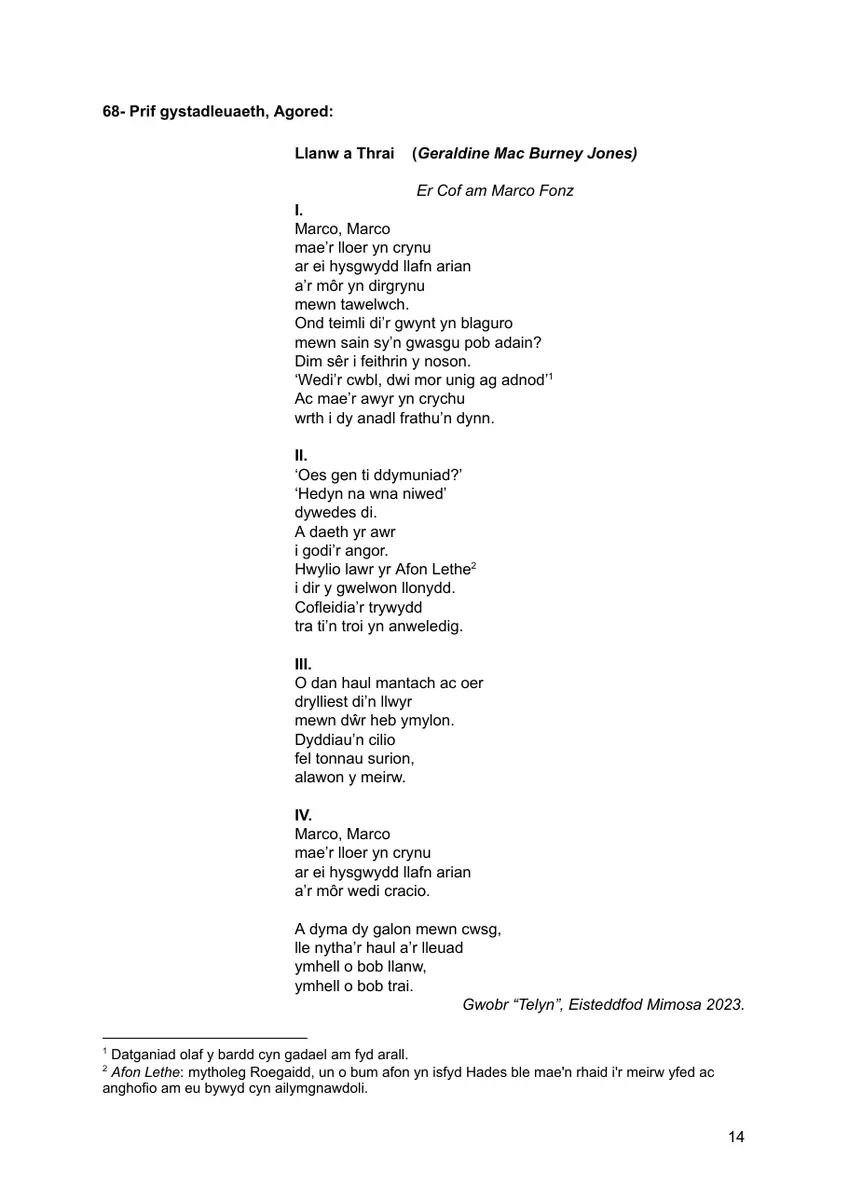 68- Prif gystadleuaeth, Agored:
Llanw a Thrai (Geraldine Mac Burney Jones)
Er Cof am Marco Fonz
I.
Marco, Marco
mae’r lloer yn crynu
ar ei hysgwydd llafn arian
a’r môr yn dirgrynu
mewn tawelwch.
Ond teimli di’r gwynt yn blaguro
mewn sain sy’n gwasgu pob adain?
Dim sêr i feithrin y noson.
‘Wedi’r cwbl, dwi mor unig ag adnod’¹
Ac mae’r awyr yn crychu
wrth i dy anadl frathu’n dynn.
II.
‘Oes gen ti ddymuniad?’
‘Hedyn na wna niwed’
dywedes di.
A daeth yr awr
i godi’r angor.
Hwylio lawr yr Afon Lethe²
i dir y gwelwon llonydd.
Cofleidia’r trywydd
tra ti’n troi yn anweledig.
III.
O dan haul mantach ac oer
drylliest di’n llwyr
mewn dŵr heb ymylon.
Dyddiau’n cilio
fel tonnau surion,
alawon y meirw.
IV.
Marco, Marco
mae’r lloer yn crynu
ar ei hysgwydd llafn arian
a’r môr wedi cracio.
A dyma dy galon mewn cwsg,
lle nytha’r haul a’r lleuad
ymhell o bob llanw,
ymhell o bob trai.
Gwobr “Telyn”, Eisteddfod Mimosa 2023.
¹ Datganiad olaf y bardd cyn gadael am fyd arall.
² Afon Lethe: mytholeg Roegaidd, un o bum afon yn isfyd Hades ble mae'n rhaid i'r meirw yfed ac
anghofio am eu bywyd cyn ailymgnawdoli.
14